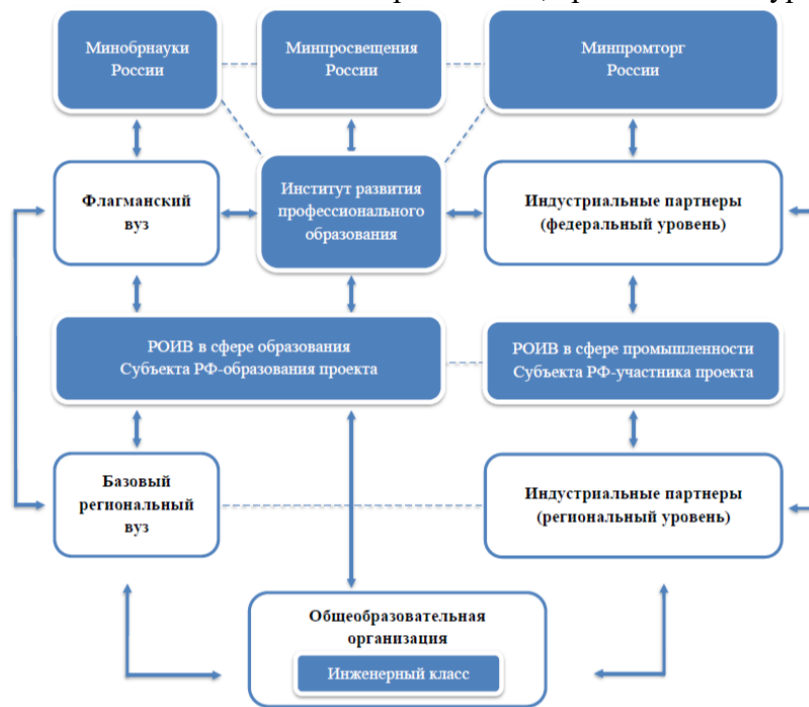 Минобрнауки
России
Минпросвещения
России
Минпромторг
России
Флагманский
вуз
Институт развития
профессионального
образования
Индустриальные партнеры
(федеральный уровень)
РОИВ в сфере образования
Субъекта РФ-образования проекта
РОИВ в сфере промышленности
Субъекта РФ-участника проекта
Базовый
региональный
вуз
Индустриальные партнеры
(региональный уровень)
Общеобразовательная
организация
Инженерный класс